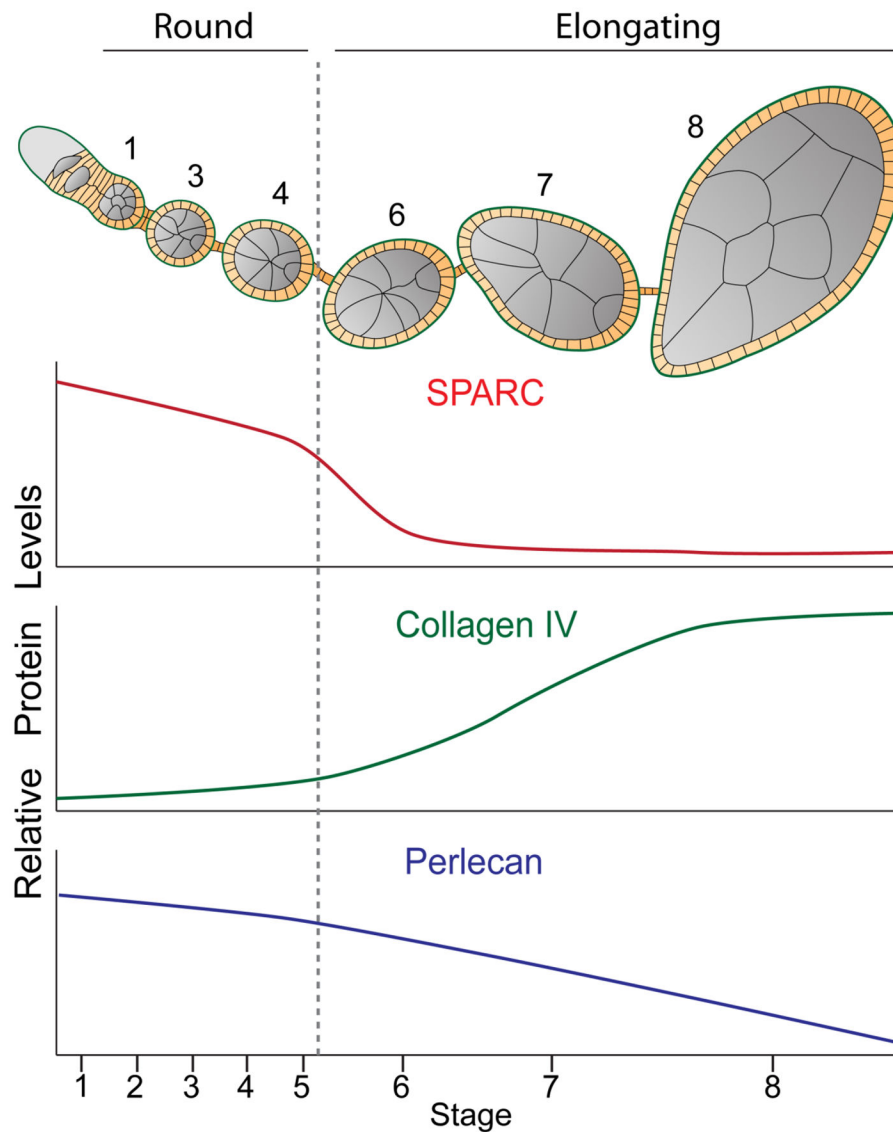 Round
Elongating
1
3
4
6
7
8
SPARC
Collagen IV
Perlecan
Relative Protein Levels
1 2 3 4 5 6 7 8
Stage